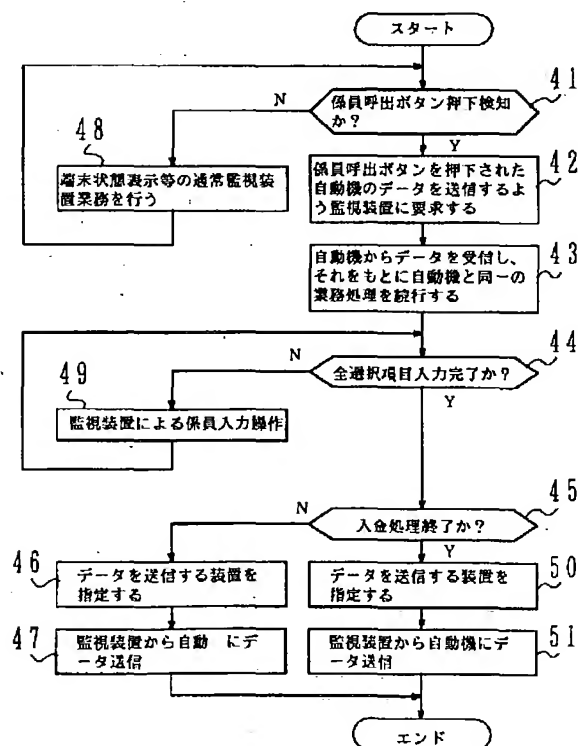 スタート
41
係員呼出ボタン押下検知
か？
N
Y
48
端末状態表示等の通常監視装
置業務を行う
42
係員呼出ボタンを押下された
自動機のデータを送信するよ
う監視装置に要求する
43
自動機からデータを受信し、
それをもとに自動機と同一の
業務処理を続行する
44
全選択項目入力完了か？
N
Y
49
監視装置による係員入力操作
45
入金処理終了か？
N
Y
46
データを送信する装置を
指定する
50
データを送信する装置を
指定する
47
監視装置から自動 にデ
ータ送信
51
監視装置から自動機にデ
ータ送信
エンド